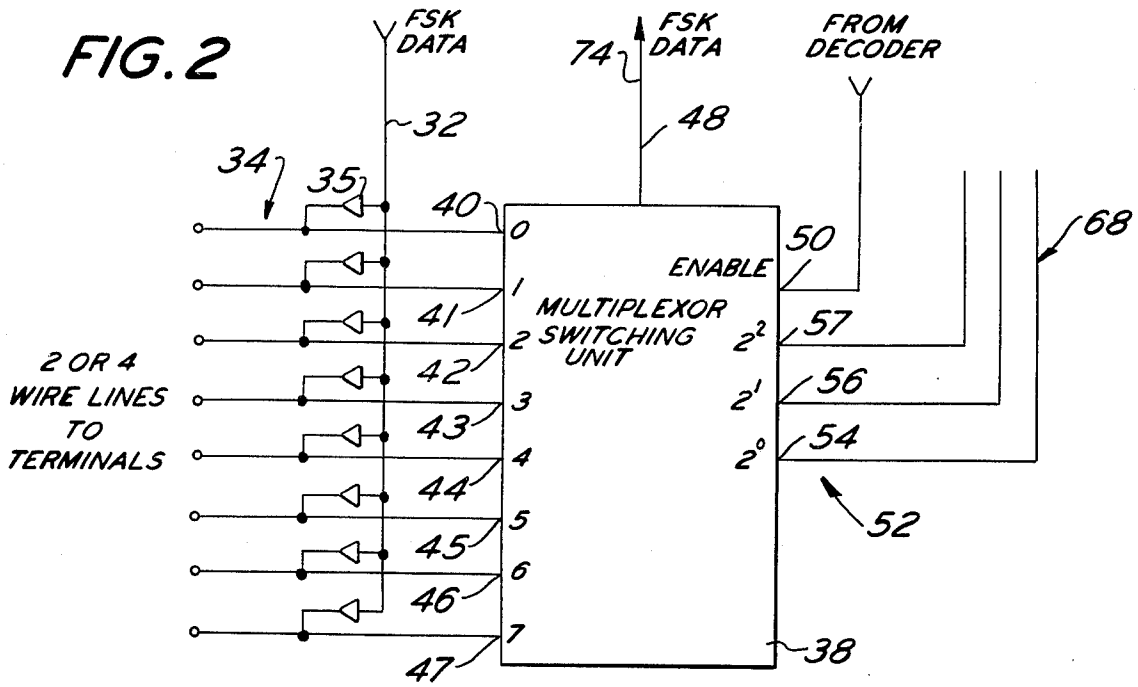 FIG. 2
FSK
DATA
32
74
FSK
DATA
48
FROM
DECODER
34
35
40
0
41
1
42
2
43
3
44
4
45
5
46
6
47
7
ENABLE
50
MULTIPLEXOR
SWITCHING
UNIT
2²
57
2¹
56
2⁰
54
52
68
38
2 OR 4
WIRE LINES
TO
TERMINALS